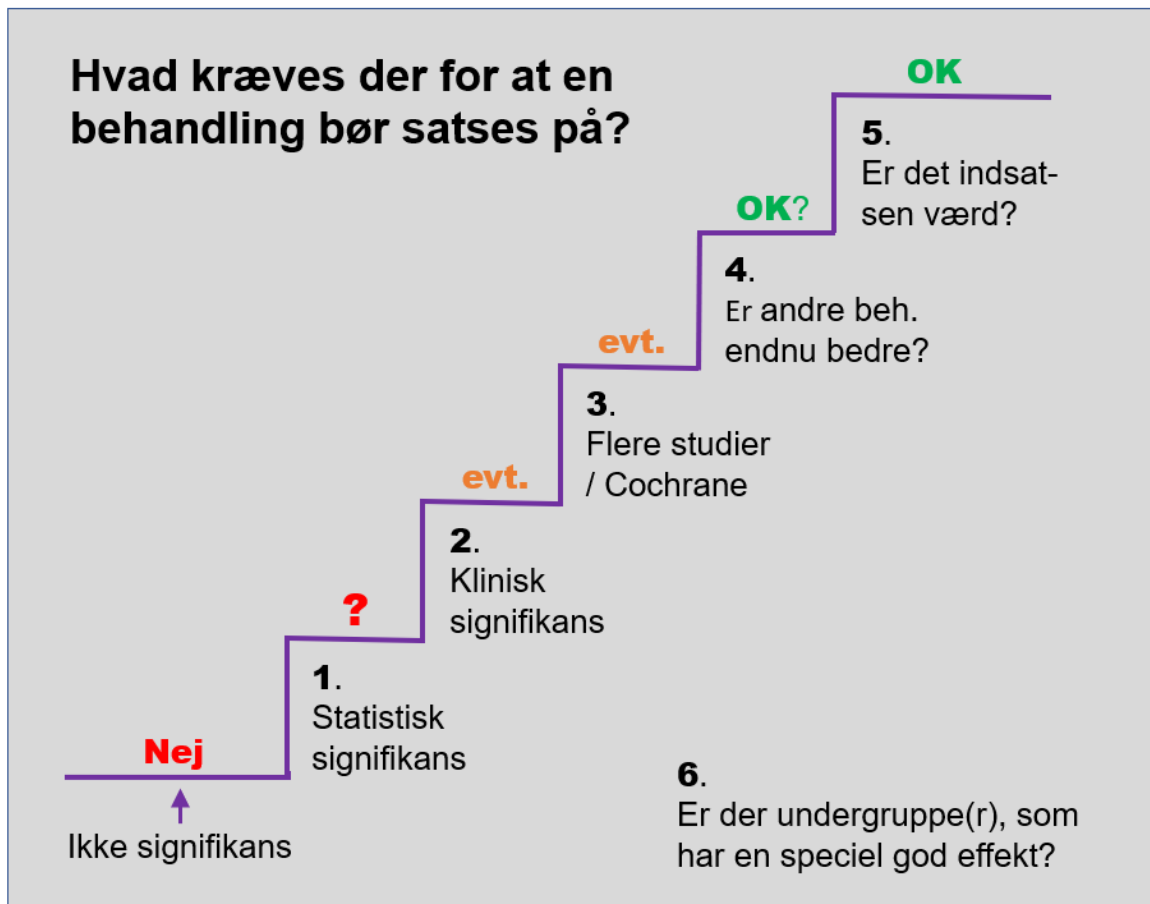 Hvad kræves der for at en
behandling bør satses på?
OK
5.
Er det indsat-
sen værd?
OK?
4.
Er andre beh.
endnu bedre?
evt.
3.
Flere studier
/ Cochrane
evt.
2.
Klinisk
signifikans
?
1.
Statistisk
signifikans
Nej
Ikke signifikans
6.
Er der undergruppe(r), som
har en speciel god effekt?